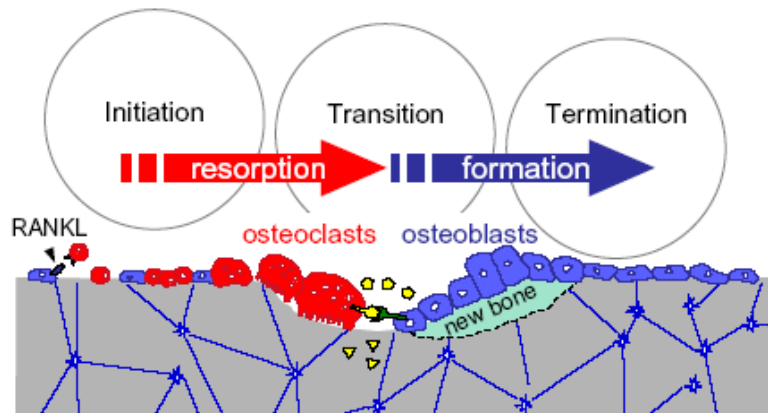 Initiation
Transition
Termination
resorption
formation
RANKL
osteoclasts
osteoblasts
new bone